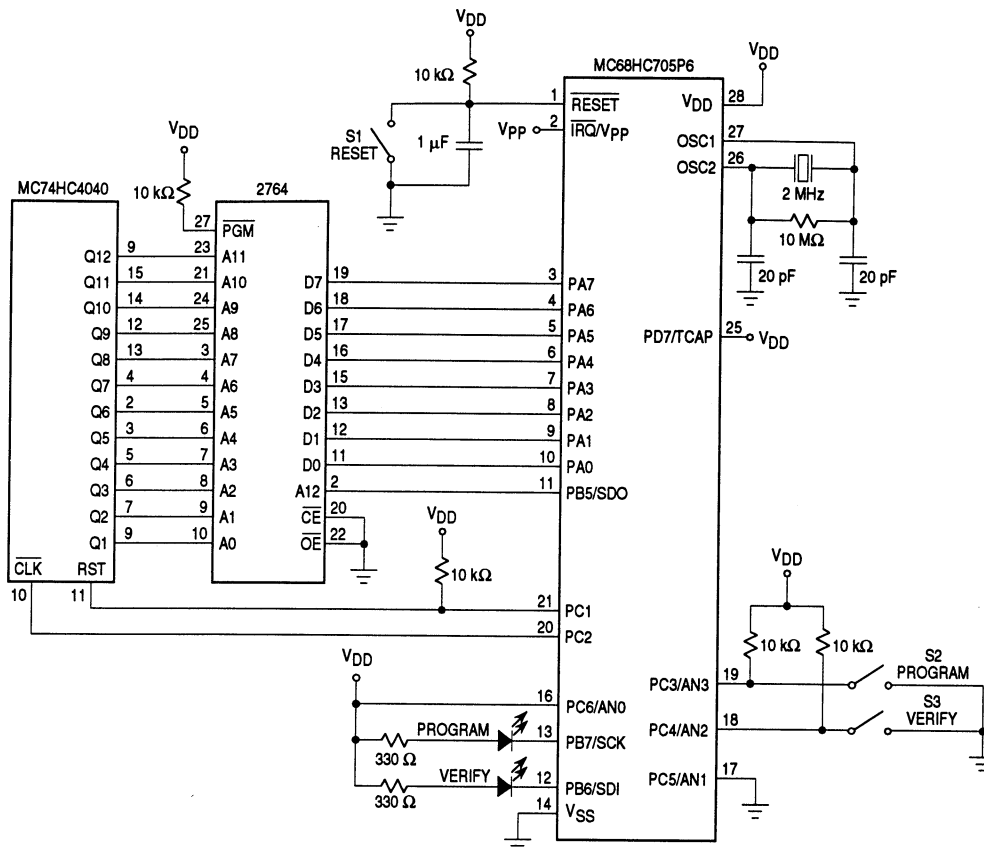 VDD
MC68HC705P6
VDD
10 kΩ
1
RESET
VDD
28
2
VPP
IRQ/VPP
S1
RESET
1 µF
OSC1
27
OSC2
26
2 MHz
10 MΩ
20 pF
20 pF
VDD
MC74HC4040
10 kΩ
2764
27
PGM
Q12
9
23
A11
Q11
15
21
A10
D7
19
3
PA7
Q10
14
24
A9
D6
18
4
PA6
Q9
12
25
A8
D5
17
5
PA5
PD7/TCAP
25
VDD
Q8
13
3
A7
D4
16
6
PA4
Q7
4
4
A6
D3
15
7
PA3
Q6
2
5
A5
D2
13
8
PA2
Q5
3
6
A4
D1
12
9
PA1
Q4
5
7
A3
D0
11
10
PA0
Q3
6
8
A2
A12
2
11
PB5/SDO
Q2
7
9
A1
CE
20
Q1
9
10
A0
OE
22
VDD
10 kΩ
CLK
RST
10
11
21
PC1
20
PC2
VDD
10 kΩ
10 kΩ
S2
PROGRAM
PC3/AN3
19
S3
VERIFY
PC4/AN2
18
VDD
16
PC6/AN0
PROGRAM
330 Ω
13
PB7/SCK
VERIFY
330 Ω
12
PB6/SDI
PC5/AN1
17
14
VSS